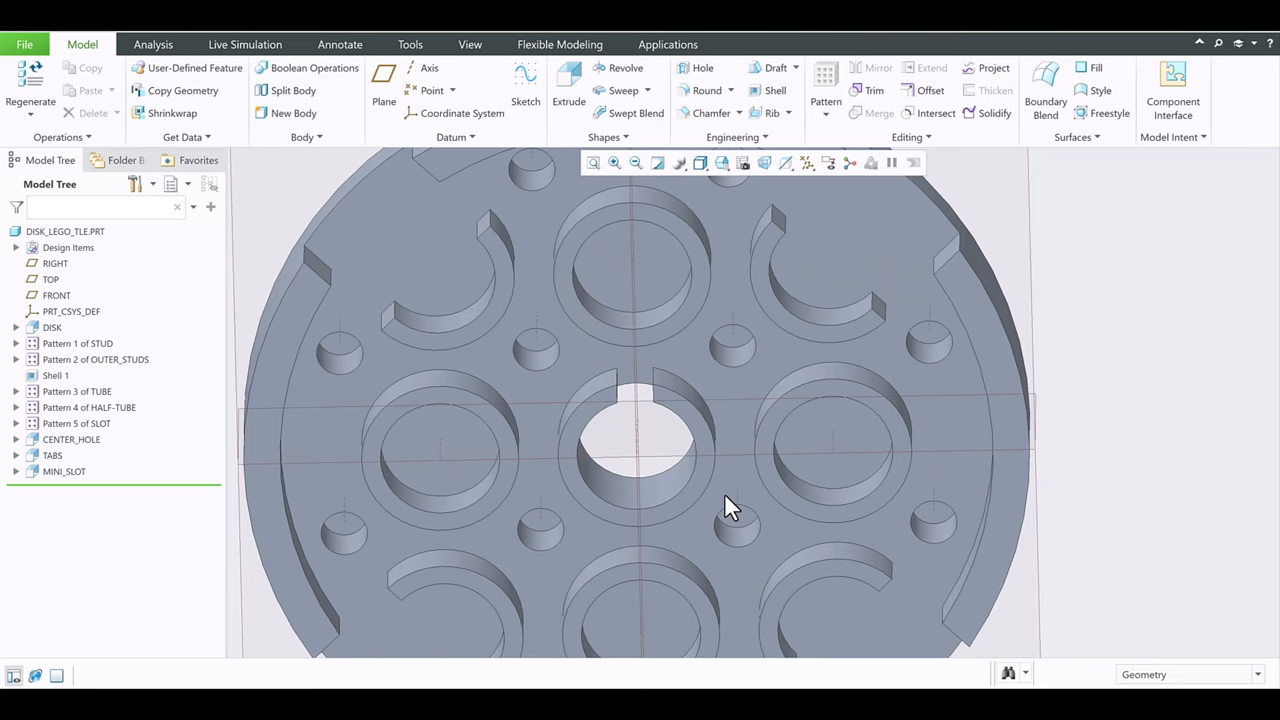 File Model Analysis Live Simulation Annotate Tools View Flexible Modeling Applications
Regenerate
Copy
Paste
Delete
Operations
User-Defined Feature
Copy Geometry
Shrinkwrap
Get Data
Boolean Operations
Split Body
New Body
Body
Plane
Axis
Point
Coordinate System
Sketch
Datum
Extrude
Revolve
Sweep
Swept Blend
Shapes
Hole
Round
Chamfer
Draft
Shell
Rib
Engineering
Pattern
Mirror
Trim
Merge
Extend
Offset
Intersect
Project
Thicken
Solidify
Editing
Boundary
Blend
Fill
Style
Freestyle
Surfaces
Component
Interface
Model Intent
Model Tree Folder B Favorites
Model Tree
DISK_LEGO_TLE.PRT
Design Items
RIGHT
TOP
FRONT
PRT_CSYS_DEF
DISK
Pattern 1 of STUD
Pattern 2 of OUTER_STUDS
Shell 1
Pattern 3 of TUBE
Pattern 4 of HALF-TUBE
Pattern 5 of SLOT
CENTER_HOLE
TABS
MINI_SLOT
Geometry